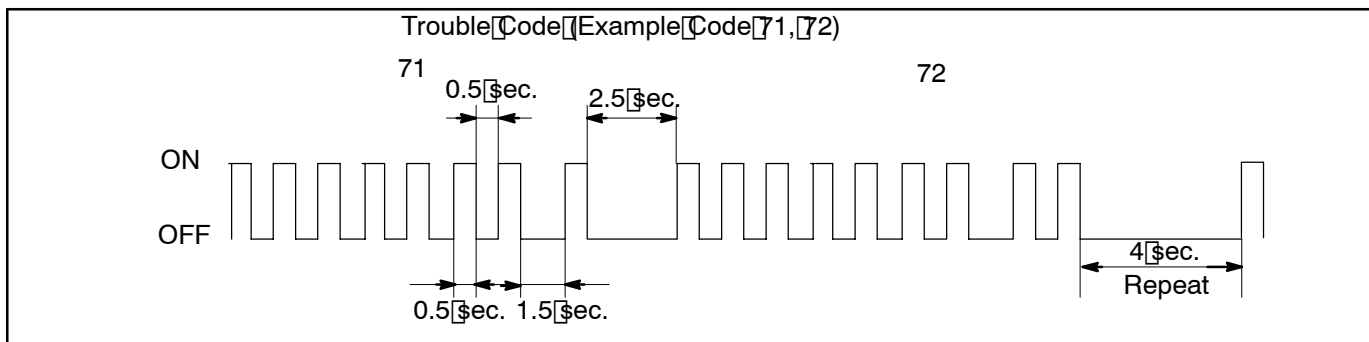 Trouble Code (Example Code 71, 72)
71
72
0.5 sec.
2.5 sec.
ON
OFF
4 sec.
Repeat
0.5 sec.
1.5 sec.